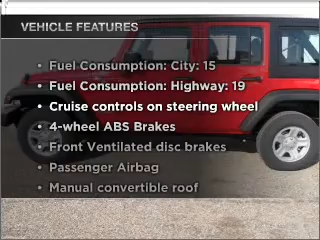 VEHICLE FEATURES
• Fuel Consumption: City: 15
• Fuel Consumption: Highway: 19
• Cruise controls on steering wheel
• 4-wheel ABS Brakes
• Front Ventilated disc brakes
• Passenger Airbag
• Manual convertible roof